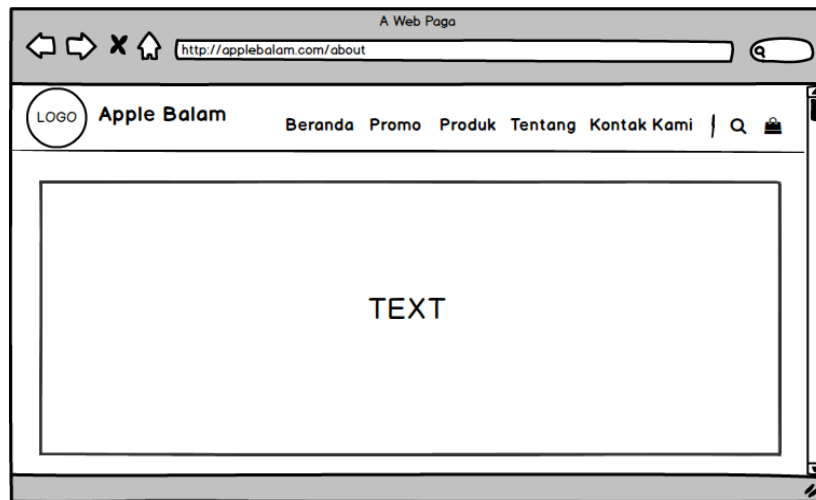 A Web Page
http://applebalam.com/about
LOGO
Apple Balam
Beranda Promo Produk Tentang Kontak Kami
TEXT